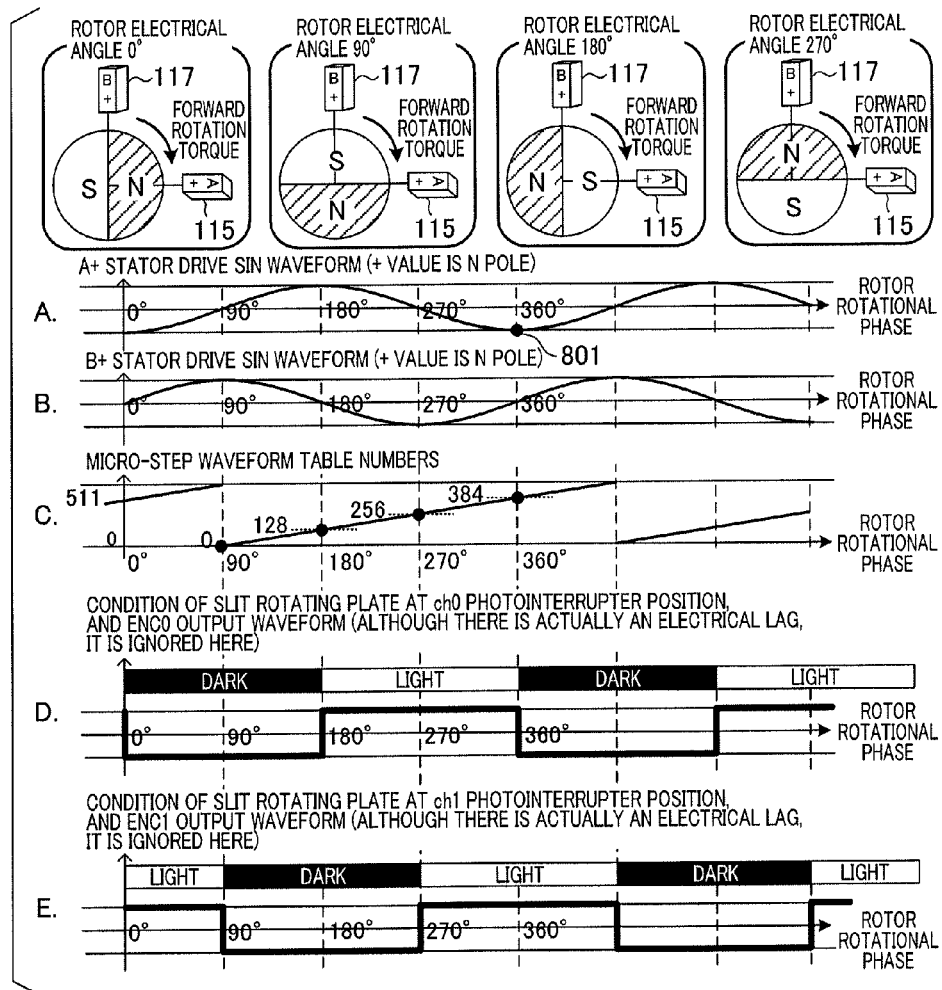 ROTOR ELECTRICAL
ANGLE 0°
B
+
117
FORWARD
ROTATION
TORQUE
S
N
+ A
115
ROTOR ELECTRICAL
ANGLE 90°
B
+
117
FORWARD
ROTATION
TORQUE
S
N
+ A
115
ROTOR ELECTRICAL
ANGLE 180°
B
+
117
FORWARD
ROTATION
TORQUE
N
S
+ A
115
ROTOR ELECTRICAL
ANGLE 270°
B
+
117
FORWARD
ROTATION
TORQUE
N
S
+ A
115
A+ STATOR DRIVE SIN WAVEFORM (+ VALUE IS N POLE)
A.
0° 90° 180° 270° 360°
801
ROTOR
ROTATIONAL
PHASE
B+ STATOR DRIVE SIN WAVEFORM (+ VALUE IS N POLE)
B.
0° 90° 180° 270° 360°
ROTOR
ROTATIONAL
PHASE
MICRO-STEP WAVEFORM TABLE NUMBERS
C.
511
0
0 128 256 384
0° 90° 180° 270° 360°
ROTOR
ROTATIONAL
PHASE
CONDITION OF SLIT ROTATING PLATE AT ch0 PHOTOINTERRUPTER POSITION,
AND ENC0 OUTPUT WAVEFORM (ALTHOUGH THERE IS ACTUALLY AN ELECTRICAL LAG,
IT IS IGNORED HERE)
DARK LIGHT DARK LIGHT
D.
0° 90° 180° 270° 360°
ROTOR
ROTATIONAL
PHASE
CONDITION OF SLIT ROTATING PLATE AT ch1 PHOTOINTERRUPTER POSITION,
AND ENC1 OUTPUT WAVEFORM (ALTHOUGH THERE IS ACTUALLY AN ELECTRICAL LAG,
IT IS IGNORED HERE)
LIGHT DARK LIGHT DARK LIGHT
E.
0° 90° 180° 270° 360°
ROTOR
ROTATIONAL
PHASE